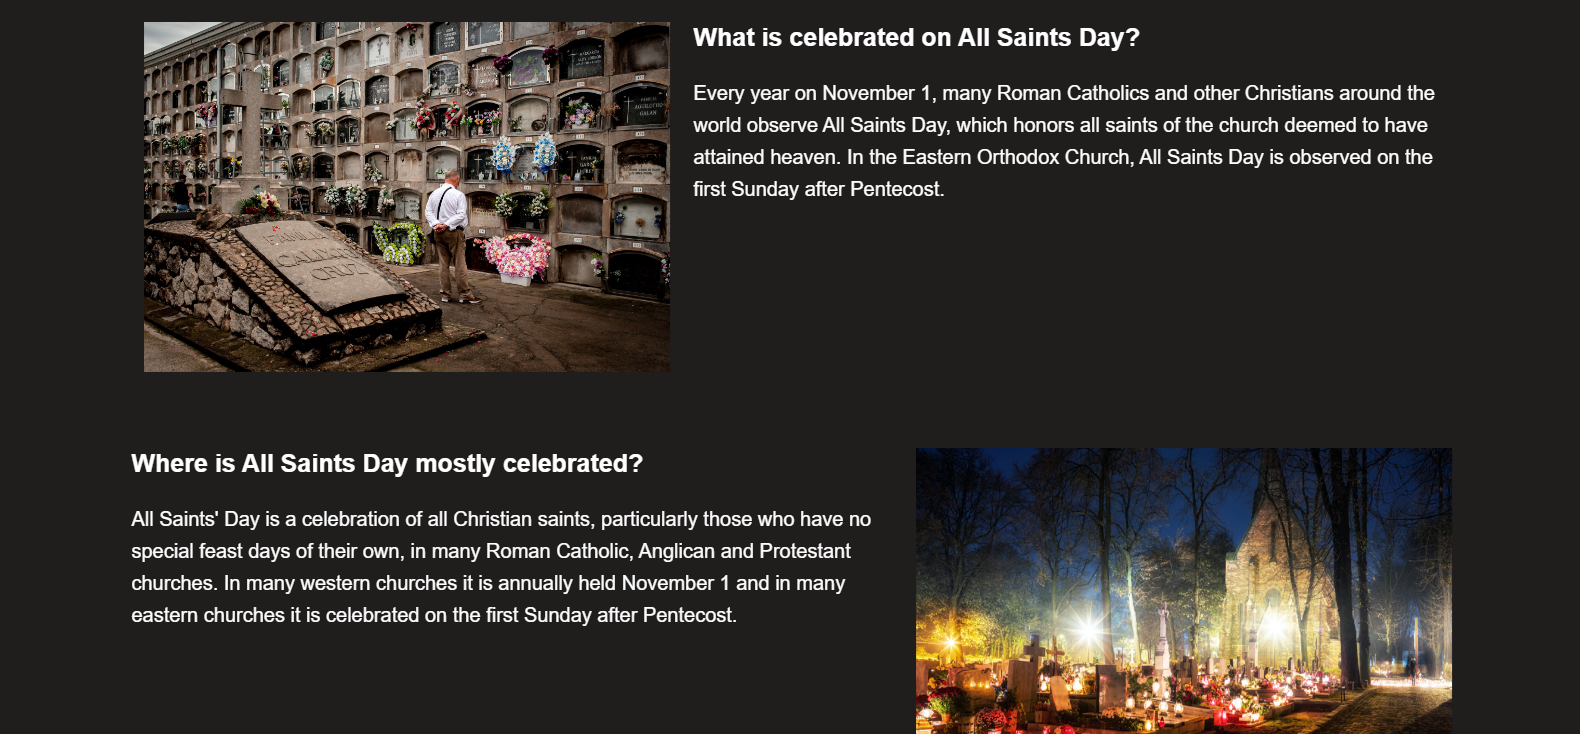 What is celebrated on All Saints Day?
Every year on November 1, many Roman Catholics and other Christians around the
world observe All Saints Day, which honors all saints of the church deemed to have
attained heaven. In the Eastern Orthodox Church, All Saints Day is observed on the
first Sunday after Pentecost.
FAMILIA
Where is All Saints Day mostly celebrated?
All Saints' Day is a celebration of all Christian saints, particularly those who have no
special feast days of their own, in many Roman Catholic, Anglican and Protestant
churches. In many western churches it is annually held November 1 and in many
eastern churches it is celebrated on the first Sunday after Pentecost.